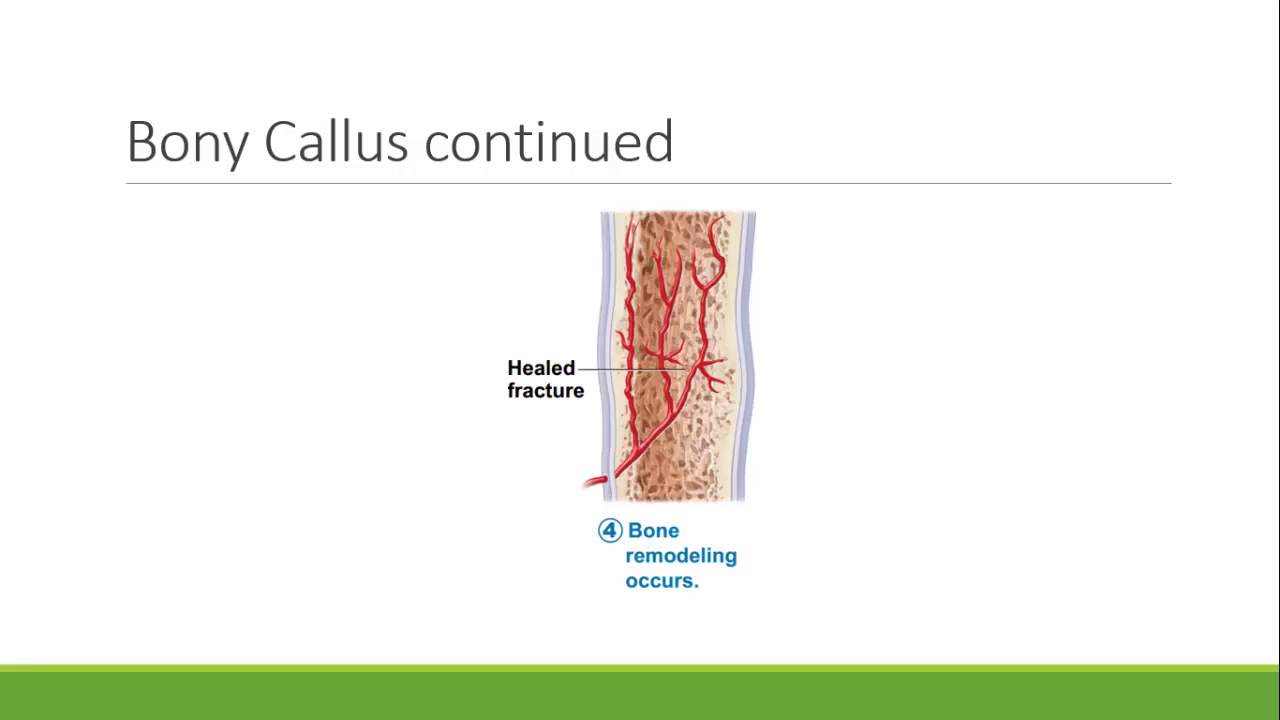 Bony Callus continued
Healed
fracture
④ Bone
remodeling
occurs.